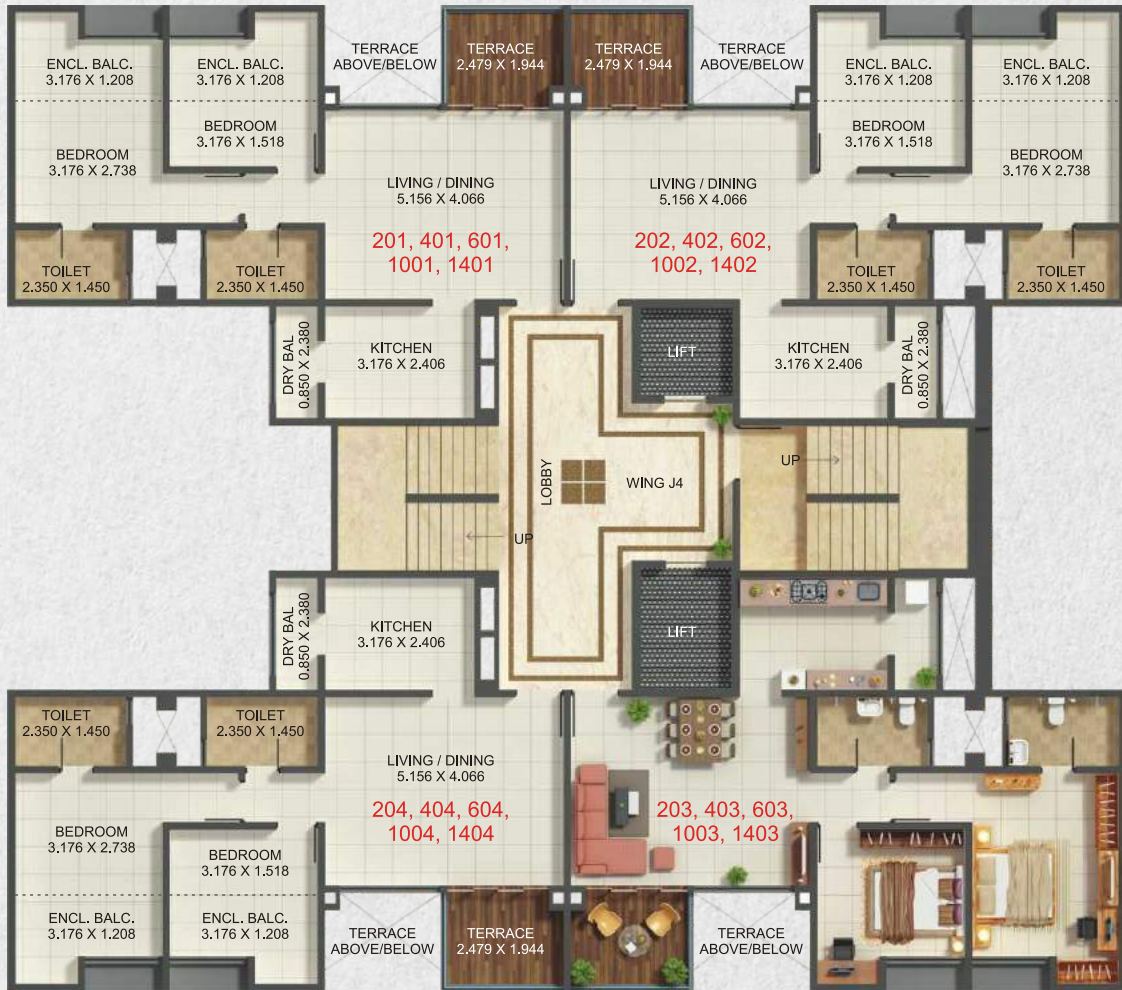 ENCL. BALC.
3.176 X 1.208
ENCL. BALC.
3.176 X 1.208
TERRACE
ABOVE/BELOW
TERRACE
2.479 X 1.944
TERRACE
2.479 X 1.944
TERRACE
ABOVE/BELOW
ENCL. BALC.
3.176 X 1.208
ENCL. BALC.
3.176 X 1.208
BEDROOM
3.176 X 2.738
BEDROOM
3.176 X 1.518
LIVING / DINING
5.156 X 4.066
LIVING / DINING
5.156 X 4.066
BEDROOM
3.176 X 1.518
BEDROOM
3.176 X 2.738
201, 401, 601,
1001, 1401
202, 402, 602,
1002, 1402
TOILET
2.350 X 1.450
TOILET
2.350 X 1.450
TOILET
2.350 X 1.450
TOILET
2.350 X 1.450
DRY BAL
0.850 X 2.380
KITCHEN
3.176 X 2.406
LIFT
KITCHEN
3.176 X 2.406
DRY BAL
0.850 X 2.380
LOBBY
WING J4
UP
UP
DRY BAL
0.850 X 2.380
KITCHEN
3.176 X 2.406
LIFT
TOILET
2.350 X 1.450
TOILET
2.350 X 1.450
LIVING / DINING
5.156 X 4.066
204, 404, 604,
1004, 1404
203, 403, 603,
1003, 1403
BEDROOM
3.176 X 2.738
BEDROOM
3.176 X 1.518
ENCL. BALC.
3.176 X 1.208
ENCL. BALC.
3.176 X 1.208
TERRACE
ABOVE/BELOW
TERRACE
2.479 X 1.944
TERRACE
ABOVE/BELOW